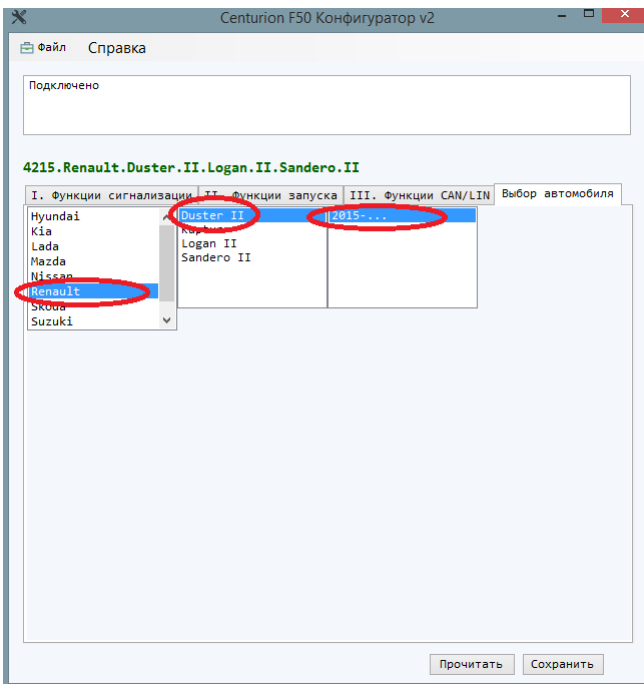 Centurion F50 Конфигуратор v2
Файл Справка
Подключено
4215.Renault.Duster.II.Logan.II.Sandero.II
I. Функции сигнализации II. Функции запуска III. Функции CAN/LIN Выбор автомобиля
Hyundai Duster II 2015-...
Kia Kaptur
Lada Logan II
Mazda Sandero II
Nissan
Renault
Skoda
Suzuki
Прочитать Сохранить